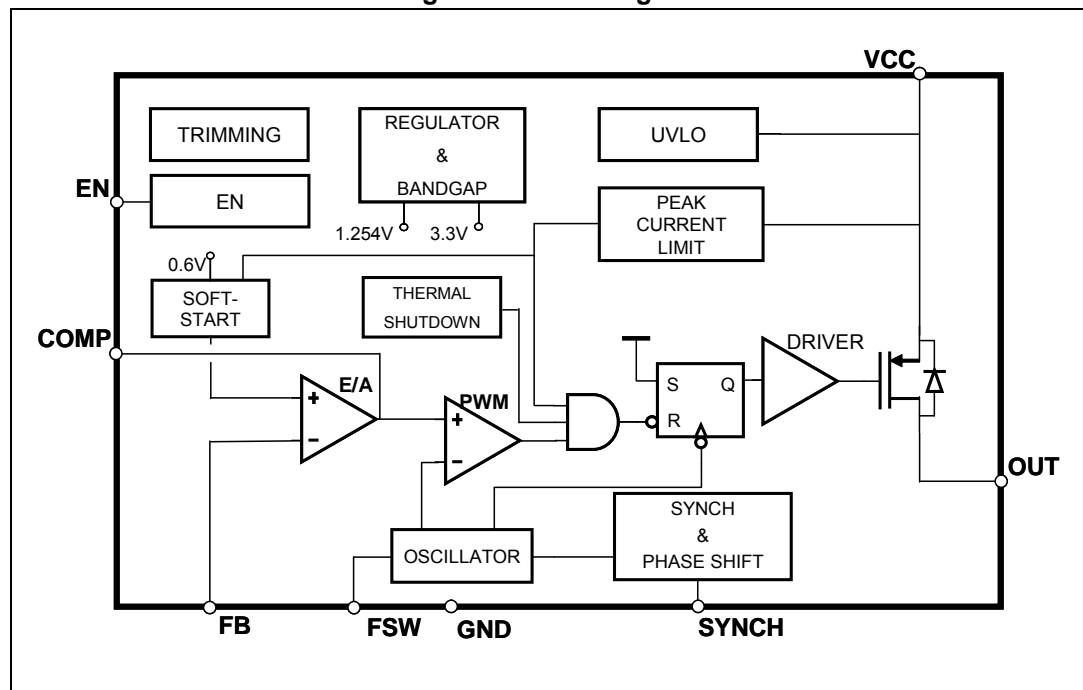 VCC
TRIMMING
REGULATOR
&
BANDGAP
UVLO
EN
EN
PEAK
CURRENT
LIMIT
1.254V
3.3V
0.6V
SOFT-
START
THERMAL
SHUTDOWN
COMP
DRIVER
E/A
+
−
PWM
+
−
S
Q
R
OUT
SYNCH
&
PHASE SHIFT
OSCILLATOR
FB
FSW
GND
SYNCH